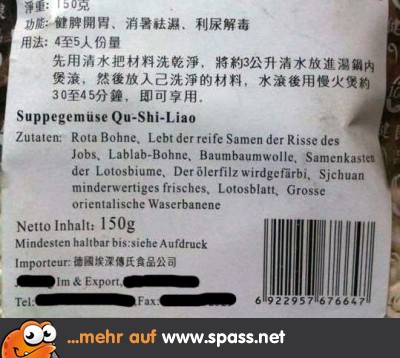 淨重: 150克
功能: 健脾開胃、消暑祛濕、利尿解毒
用法: 4至5人份量
先用清水把材料洗乾淨，將約3公升清水放進湯鍋内
煲滾，然後放入己洗淨的材料，水滾後用慢火煲約
30至45分鐘，即可享用.
Suppegemüse Qu-Shi-Liao
Zutaten: Rota Bohne、Lebt der reife Samen der Risse des
Jobs、Lablab-Bohne、Baumbaumwolle、Samenkasten
der Lotosbiume、Der ölerfilz wirdgefärbi、Sjchuan
minderwertiges frisches、Lotosblatt、Grosse
orientalische Waserbanene
Netto Inhalt: 150g
Mindesten haltbar bis:siehe Aufdruck
Importeur: 德國埃深傳氏食品公司
Im & Export,
Tel: ,Fax:
6 922957 676647
...mehr auf www.spass.net